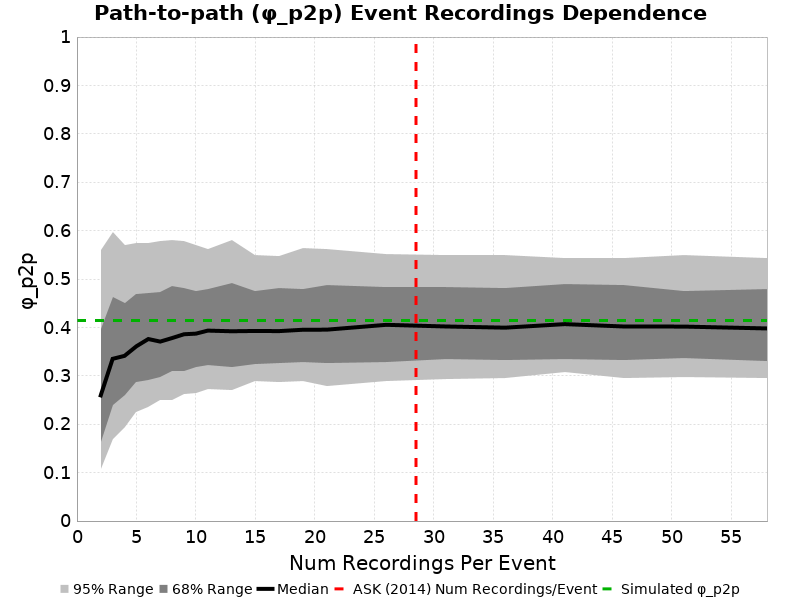 Path-to-path (φ_p2p) Event Recordings Dependence
1
0.9
0.8
0.7
0.6
0.5
0.4
0.3
0.2
0.1
0
φ_p2p
0 5 10 15 20 25 30 35 40 45 50 55
Num Recordings Per Event
95% Range 68% Range Median ASK (2014) Num Recordings/Event Simulated φ_p2p